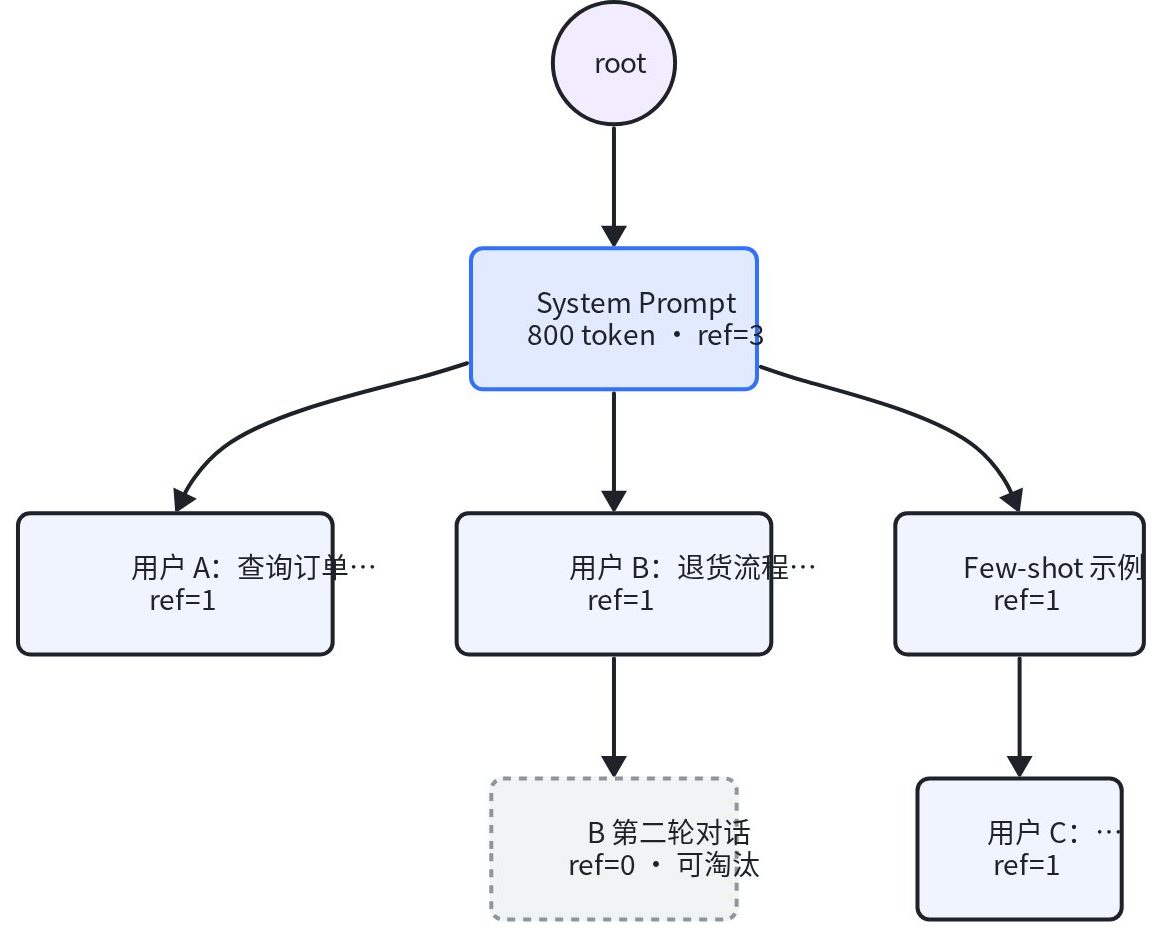 root
System Prompt
800 token · ref=3
用户 A：查询订单…
ref=1
用户 B：退货流程…
ref=1
Few-shot 示例
ref=1
B 第二轮对话
ref=0 · 可淘汰
用户 C：…
ref=1